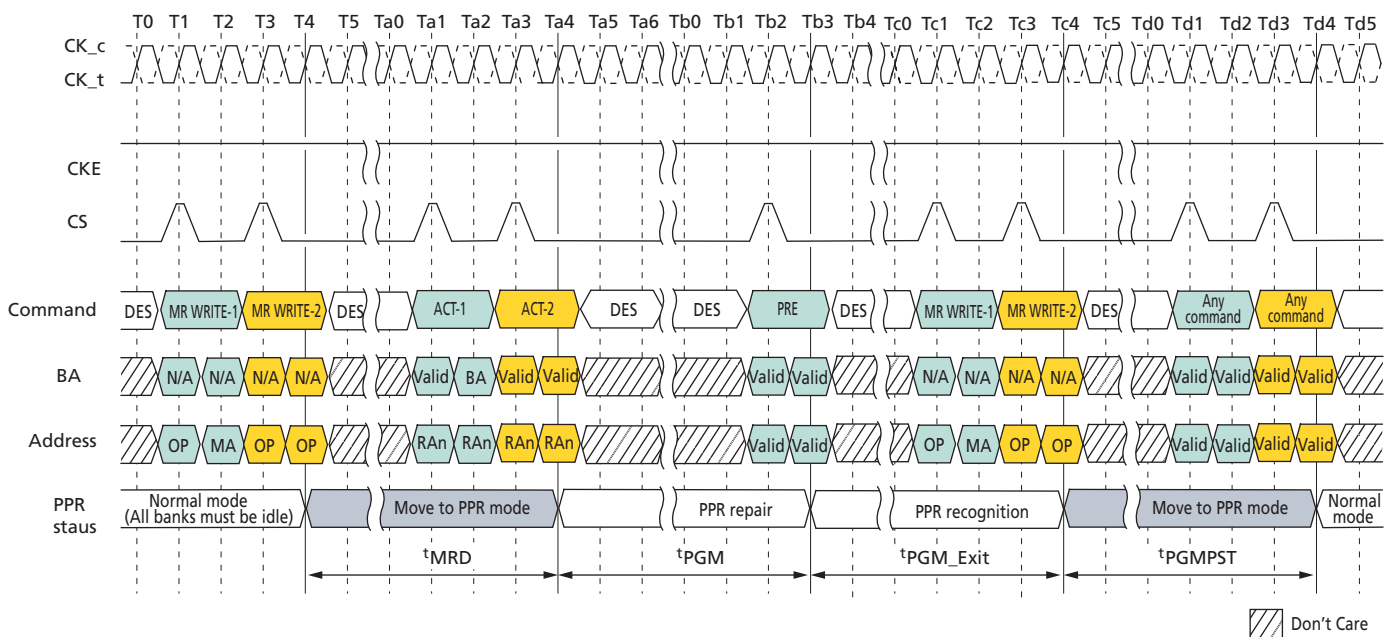 T0 T1 T2 T3 T4 T5 Ta0 Ta1 Ta2 Ta3 Ta4 Ta5 Ta6 Tb0 Tb1 Tb2 Tb3 Tb4 Tc0 Tc1 Tc2 Tc3 Tc4 Tc5 Td0 Td1 Td2 Td3 Td4 Td5
CK_c
CK_t
CKE
CS
Command DES MR WRITE-1 MR WRITE-2 DES ACT-1 ACT-2 DES DES PRE DES MR WRITE-1 MR WRITE-2 DES Any command Any command
BA N/A N/A N/A N/A Valid BA Valid Valid Valid Valid N/A N/A N/A N/A Valid Valid Valid Valid
Address OP MA OP OP RAn RAn RAn RAn Valid Valid OP MA OP OP Valid Valid Valid Valid
PPR staus
Normal mode
(All banks must be idle)
Move to PPR mode
PPR repair
PPR recognition
Move to PPR mode
Normal mode
tMRD tPGM tPGM_Exit tPGMPST
Don't Care